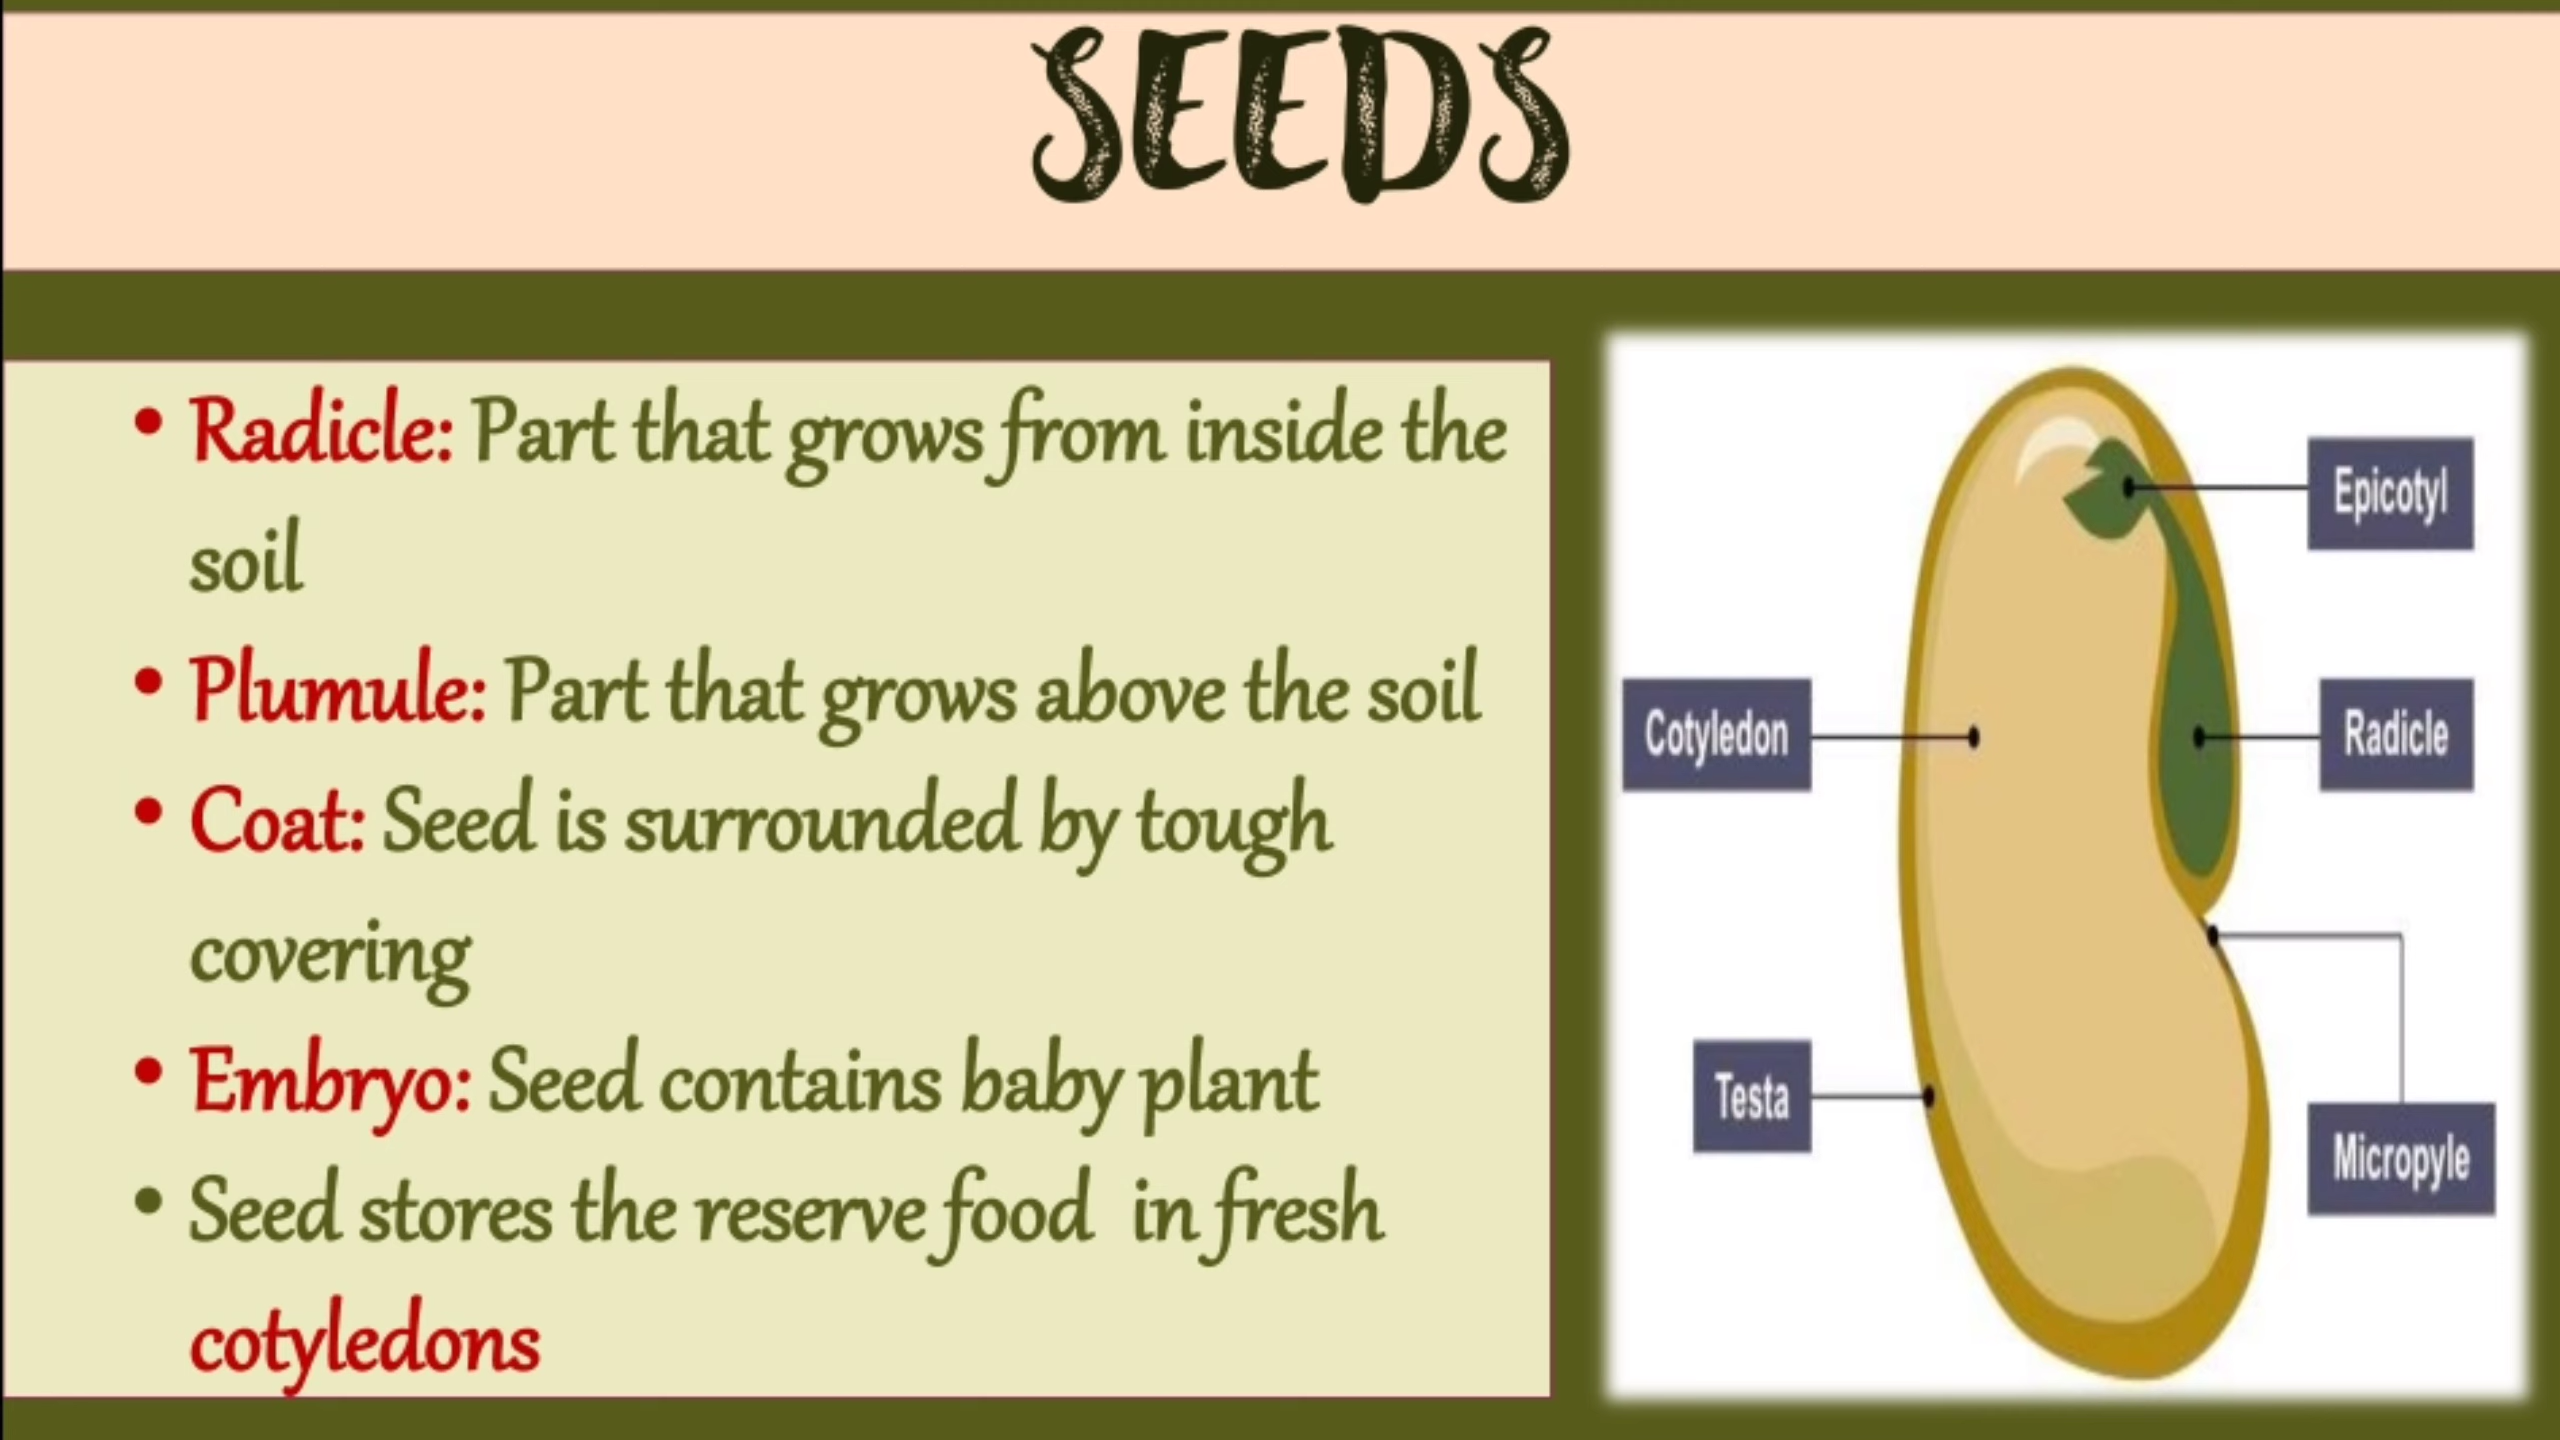 SEEDS
• Radicle: Part that grows from inside the
soil
• Plumule: Part that grows above the soil
• Coat: Seed is surrounded by tough
covering
• Embryo: Seed contains baby plant
• Seed stores the reserve food in fresh
cotyledons
Epicotyl
Cotyledon
Radicle
Testa
Micropyle